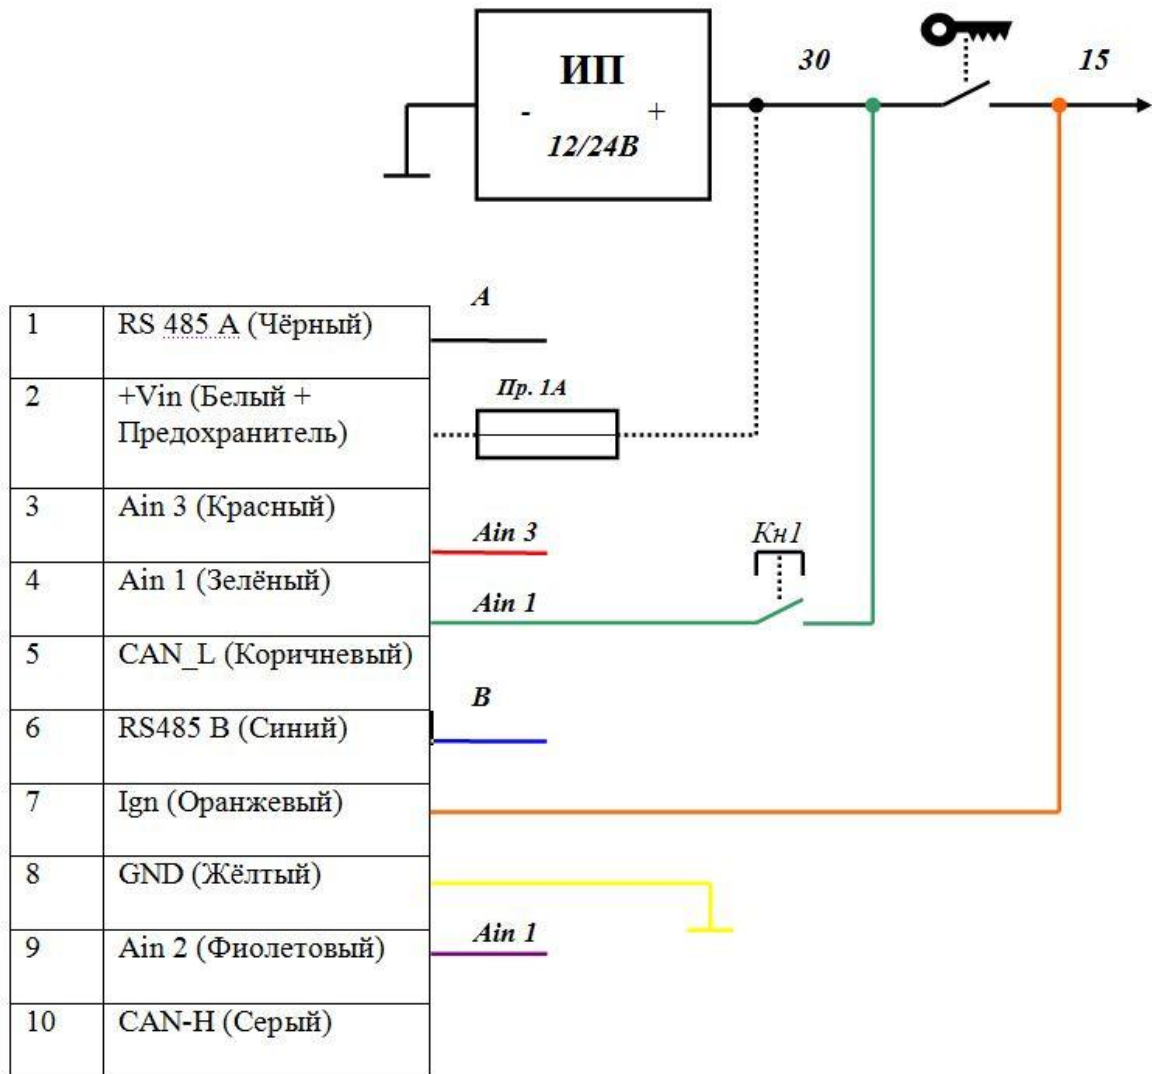 ИП
30
15
- +
12/24В
A
1 RS 485 A (Чёрный)
2 +Vin (Белый +
Предохранитель)
Пр. 1А
3 Ain 3 (Красный)
Ain 3
Кн1
4 Ain 1 (Зелёный)
Ain 1
5 CAN_L (Коричневый)
B
6 RS485 B (Синий)
7 Ign (Оранжевый)
8 GND (Жёлтый)
9 Ain 2 (Фиолетовый)
Ain 1
10 CAN-H (Серый)